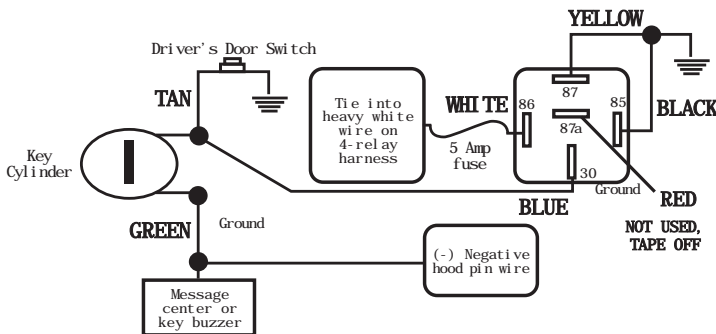 YELLOW
Driver's Door Switch
TAN
Tie into
heavy white
wire on
4-relay
harness
WHITE
86
87
85
BLACK
87a
5 Amp
fuse
30
Key
Cylinder
Ground
RED
BLUE
NOT USED,
TAPE OFF
GREEN
Ground
(-) Negative
hood pin wire
Message
center or
key buzzer